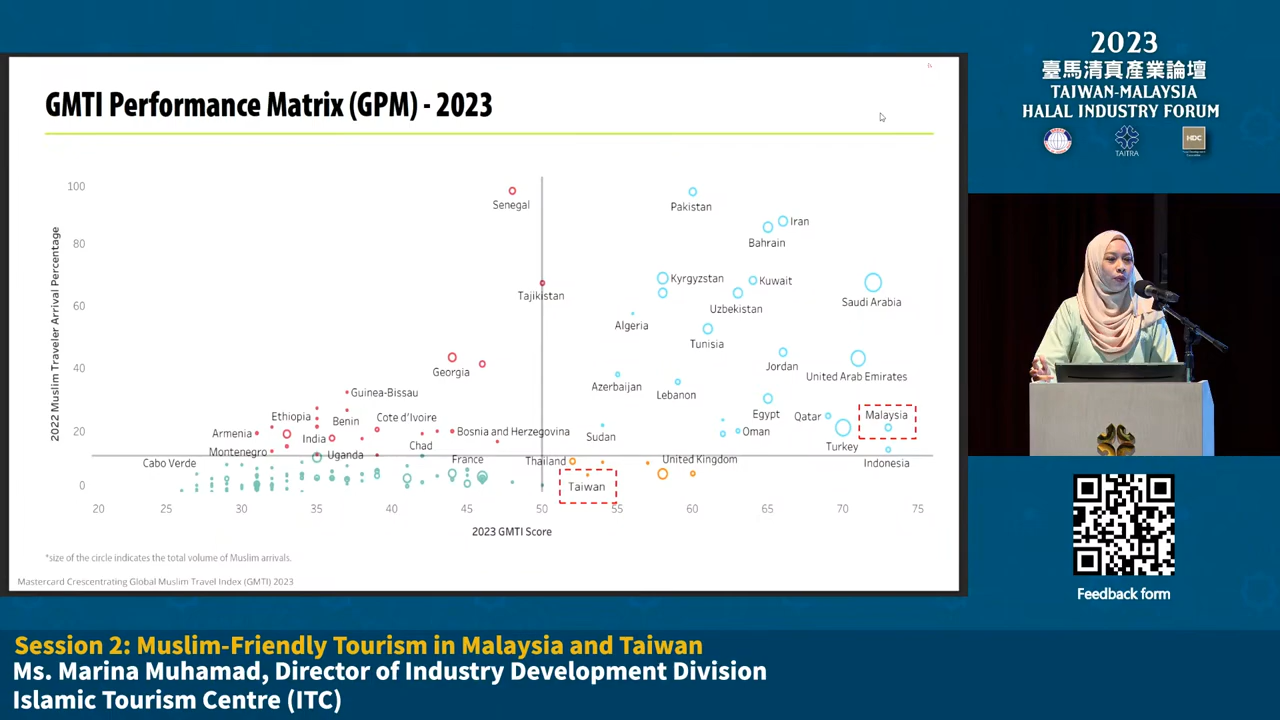 GMTI Performance Matrix (GPM) - 2023
2022 Muslim Traveler Arrival Percentage
100
80
60
40
20
0
Senegal
Pakistan
Iran
Bahrain
Kyrgyzstan
Kuwait
Saudi Arabia
Tajikistan
Uzbekistan
Algeria
Tunisia
Georgia
Jordan
United Arab Emirates
Azerbaijan
Lebanon
Guinea-Bissau
Ethiopia
Benin
Cote d'Ivoire
Egypt
Qatar
Malaysia
Armenia
India
Bosnia and Herzegovina
Sudan
Oman
Turkey
Montenegro
Uganda
Chad
Cabo Verde
France
Thailand
United Kingdom
Indonesia
Taiwan
20
25
30
35
40
45
50
55
60
65
70
75
2023 GMTI Score
*size of the circle indicates the total volume of Muslim arrivals.
Mastercard Crescentrating Global Muslim Travel Index (GMTI) 2023
2023
臺馬清真產業論壇
TAIWAN-MALAYSIA
HALAL INDUSTRY FORUM
TAITRA
HDC
Feedback form
Session 2: Muslim-Friendly Tourism in Malaysia and Taiwan
Ms. Marina Muhamad, Director of Industry Development Division
Islamic Tourism Centre (ITC)